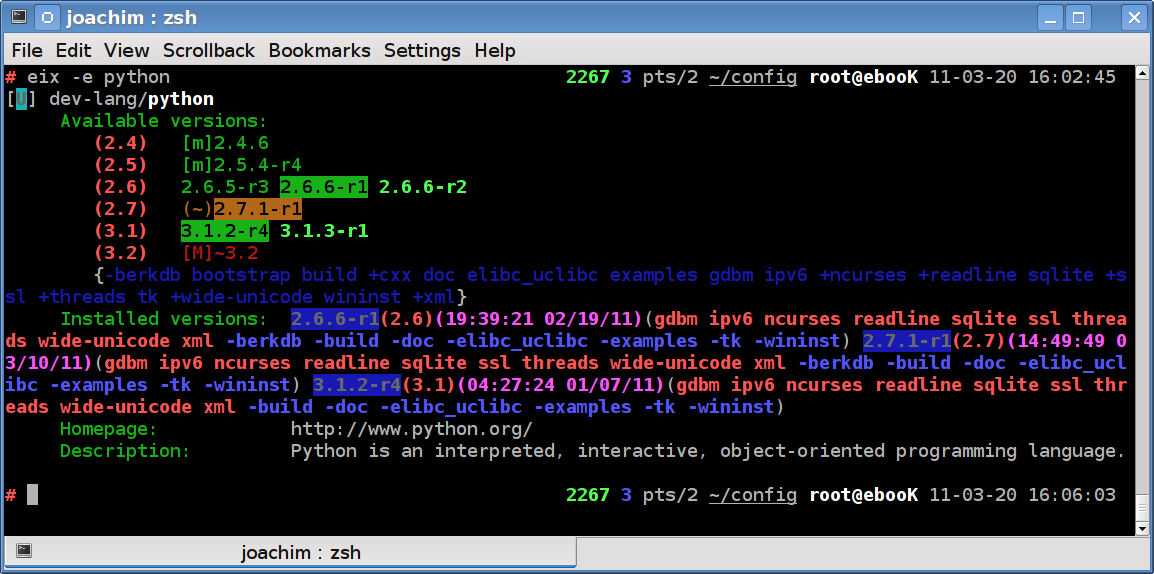 joachim : zsh
File Edit View Scrollback Bookmarks Settings Help
# eix -e python 2267 3 pts/2 ~/config root@ebooK 11-03-20 16:02:45
[U] dev-lang/python
Available versions:
(2.4) [m]2.4.6
(2.5) [m]2.5.4-r4
(2.6) 2.6.5-r3 2.6.6-r1 2.6.6-r2
(2.7) (~)2.7.1-r1
(3.1) 3.1.2-r4 3.1.3-r1
(3.2) [M]~3.2
{-berkdb bootstrap build +cxx doc elibc_uclibc examples gdbm ipv6 +ncurses +readline sqlite +s
sl +threads tk +wide-unicode wininst +xml}
Installed versions: 2.6.6-r1(2.6)(19:39:21 02/19/11)(gdbm ipv6 ncurses readline sqlite ssl threa
ds wide-unicode xml -berkdb -build -doc -elibc_uclibc -examples -tk -wininst) 2.7.1-r1(2.7)(14:49:49 0
3/10/11)(gdbm ipv6 ncurses readline sqlite ssl threads wide-unicode xml -berkdb -build -doc -elibc_ucl
ibc -examples -tk -wininst) 3.1.2-r4(3.1)(04:27:24 01/07/11)(gdbm ipv6 ncurses readline sqlite ssl thr
eads wide-unicode xml -build -doc -elibc_uclibc -examples -tk -wininst)
Homepage: http://www.python.org/
Description: Python is an interpreted, interactive, object-oriented programming language.
# 2267 3 pts/2 ~/config root@ebooK 11-03-20 16:06:03
joachim : zsh